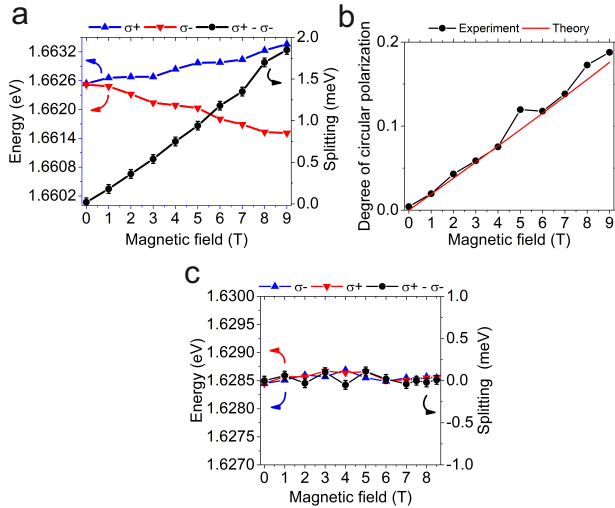 a
σ+ σ- σ+ - σ-
1.6632
1.6626
1.6620
1.6614
1.6608
1.6602
Energy (eV)
2.0
1.5
1.0
0.5
0.0
Splitting (meV)
0 1 2 3 4 5 6 7 8 9
Magnetic field (T)
b
Experiment Theory
0.2
0.1
0.0
Degree of circular polarization
0 1 2 3 4 5 6 7 8 9
Magnetic field (T)
c
σ- σ+ σ+ - σ-
1.6300
1.6295
1.6290
1.6285
1.6280
1.6275
1.6270
Energy (eV)
1.0
0.5
0.0
-0.5
-1.0
Splitting (meV)
0 1 2 3 4 5 6 7 8
Magnetic field (T)